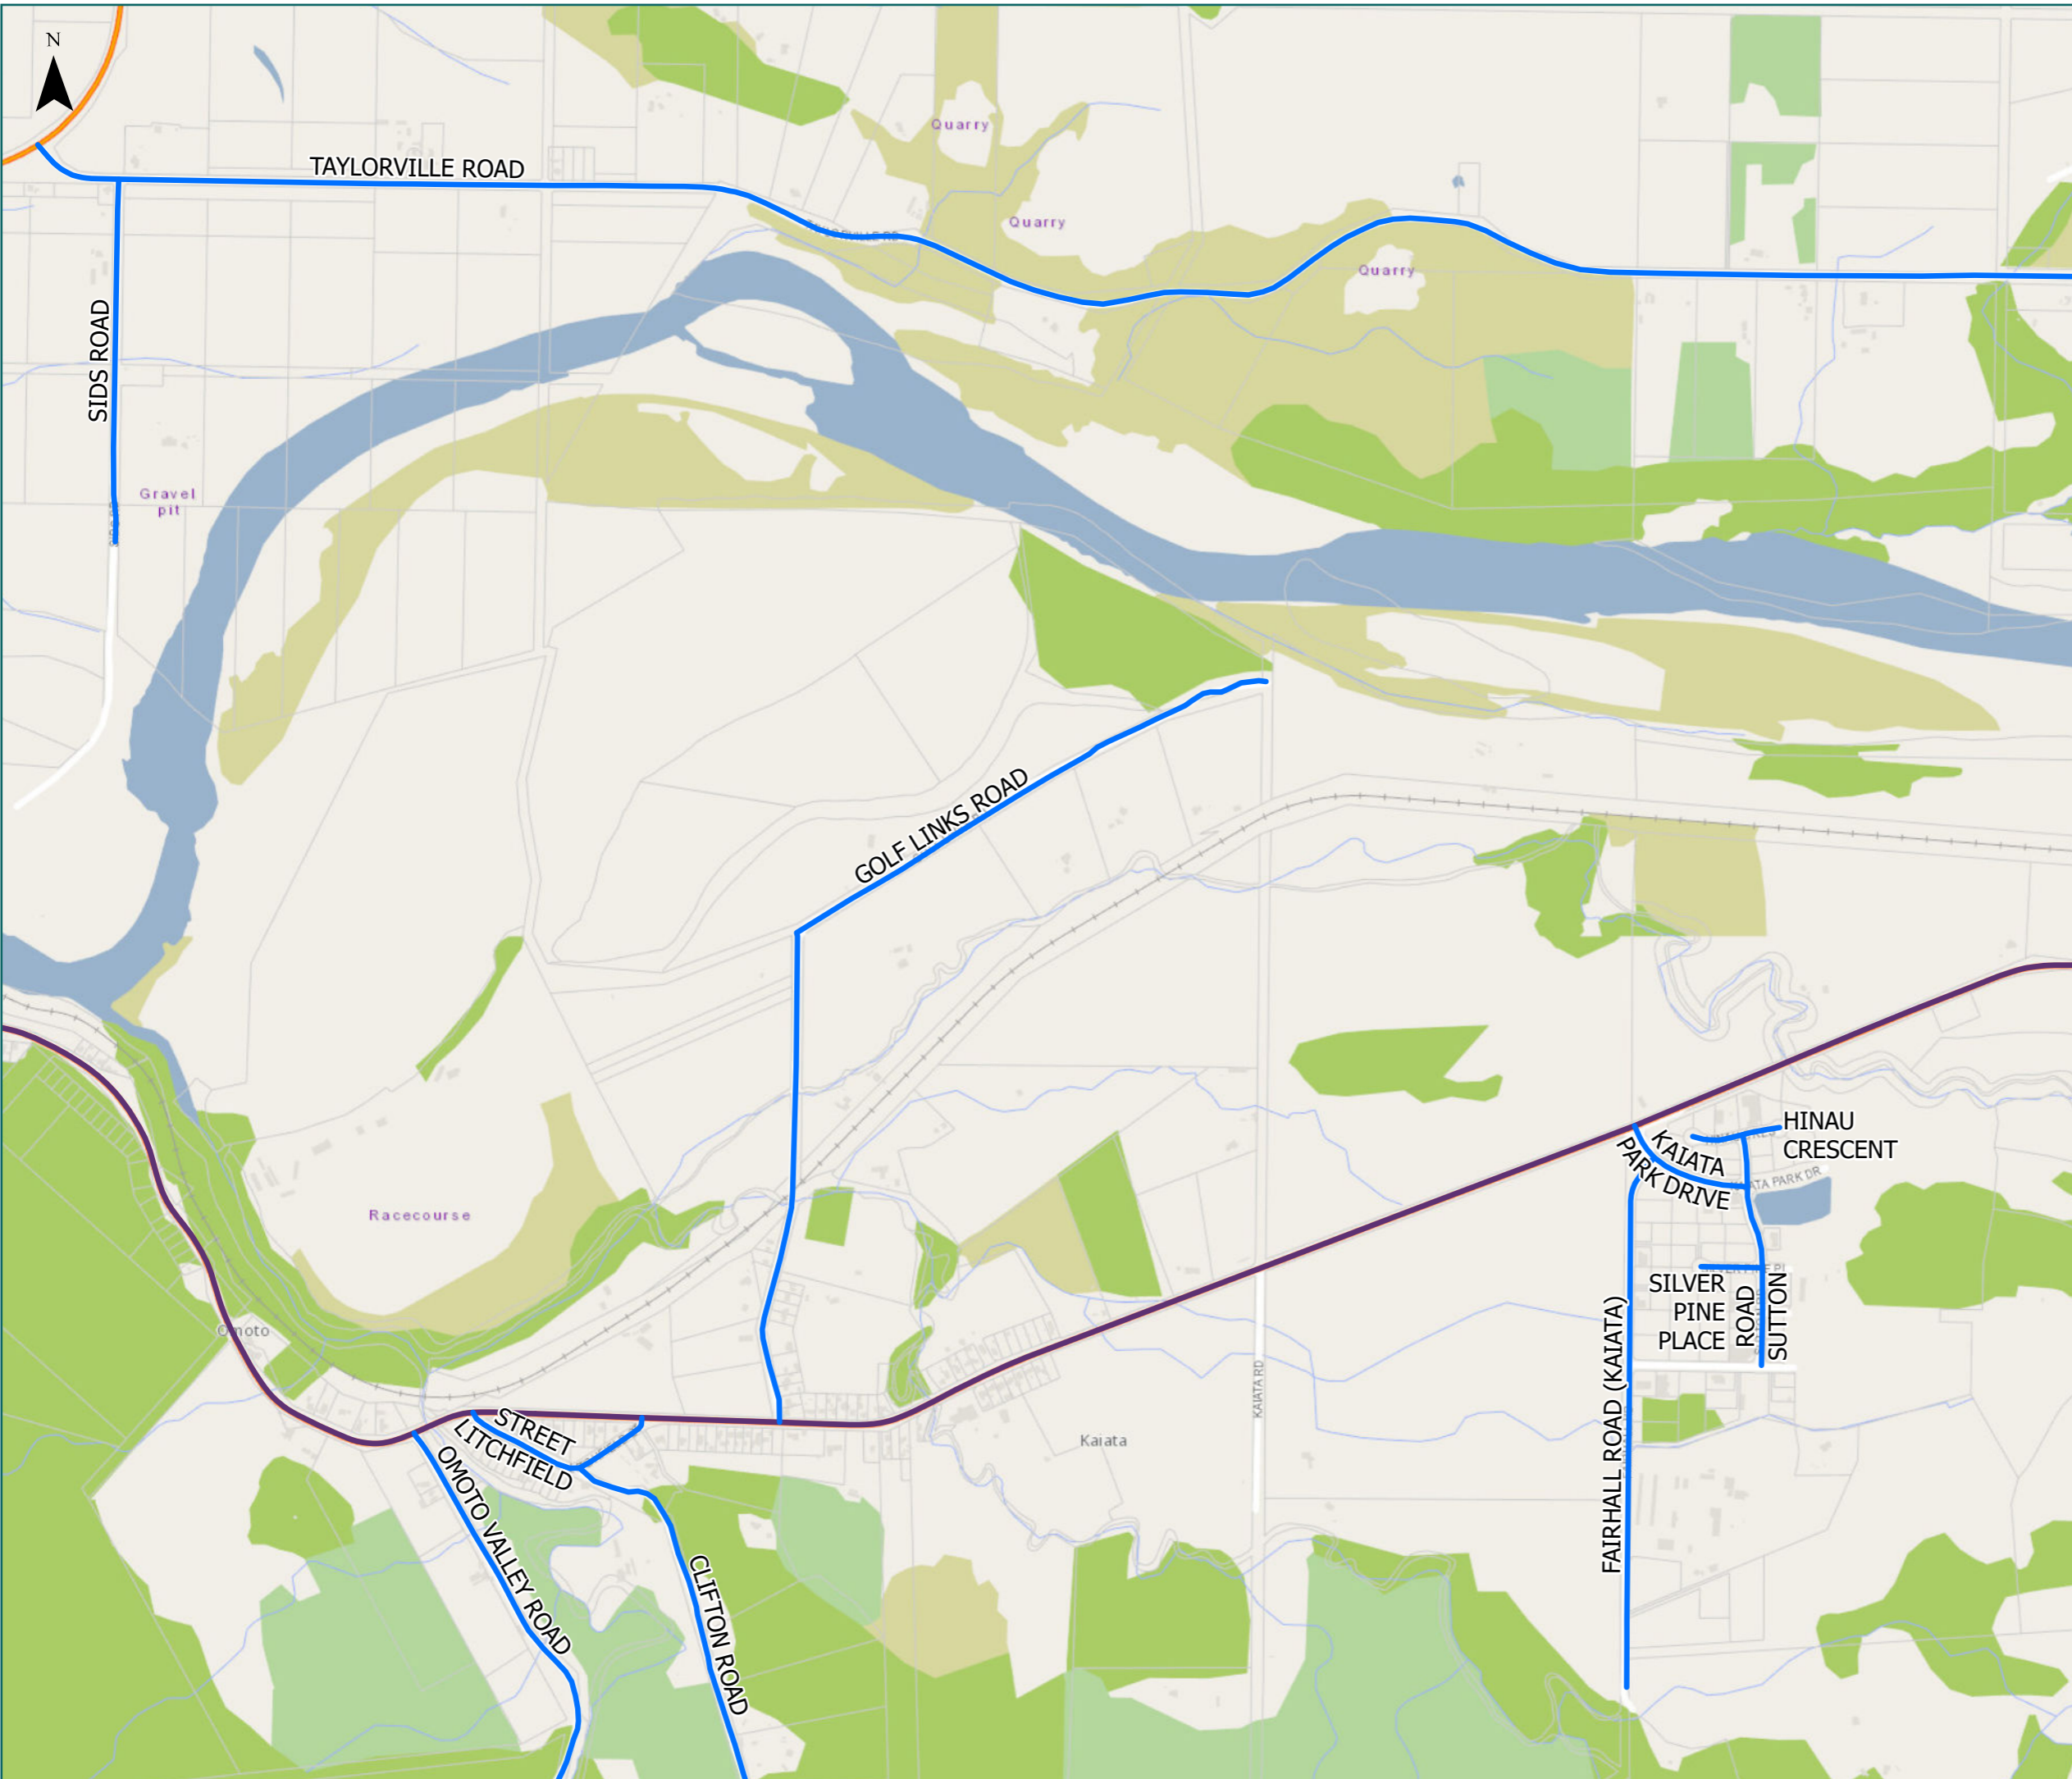 N
Quarry
TAYLORVILLE ROAD
Quarry
Quarry
SIDS ROAD
Gravel
pit
GOLF LINKS ROAD
HINAU
CRESCENT
KAIATA
PARK DRIVE
KAIATA PARK DR
Racecourse
SILVER
PINE
PLACE
SUTTON
ROAD
Omoto
FAIRHALL ROAD (KAIATA)
KAIATA RD
LITCHFIELD
STREET
Kaiata
OMOTO VALLEY ROAD
CLIFTON ROAD